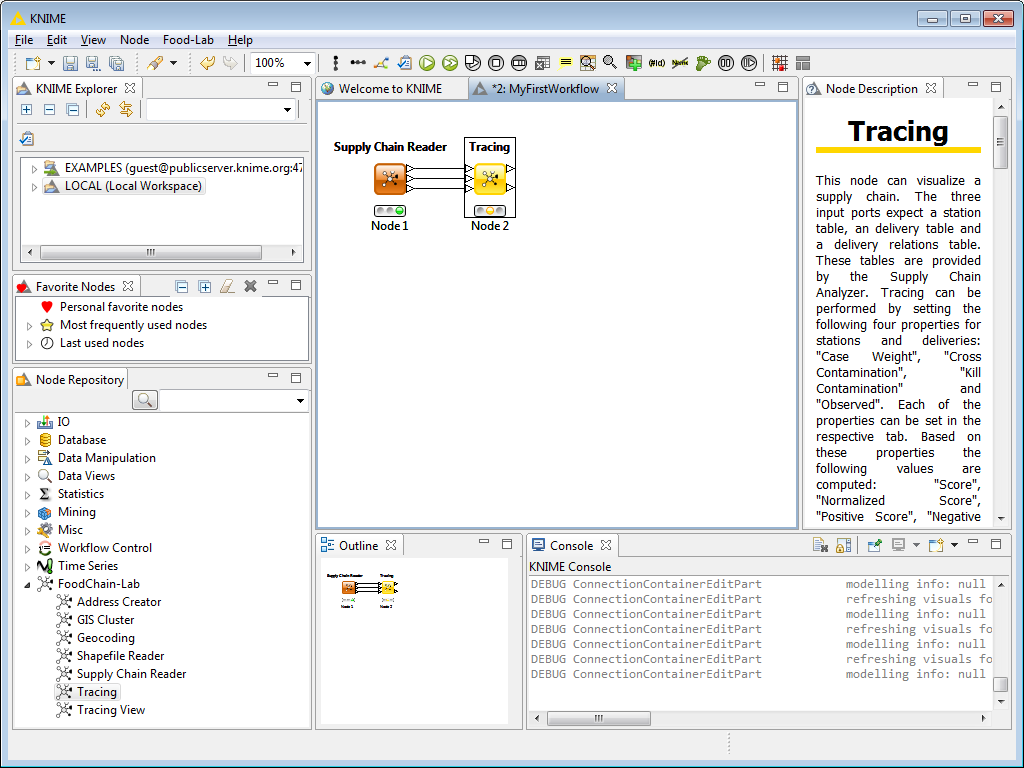 KNIME
File Edit View Node Food-Lab Help
100%
KNIME Explorer
EXAMPLES (guest@publicserver.knime.org:47
LOCAL (Local Workspace)
Favorite Nodes
Personal favorite nodes
Most frequently used nodes
Last used nodes
Node Repository
IO
Database
Data Manipulation
Data Views
Statistics
Mining
Misc
Workflow Control
Time Series
FoodChain-Lab
Address Creator
GIS Cluster
Geocoding
Shapefile Reader
Supply Chain Reader
Tracing
Tracing View
Welcome to KNIME
*2: MyFirstWorkflow
Supply Chain Reader
Tracing
Node 1
Node 2
Node Description
Tracing
This node can visualize a
supply chain. The three
input ports expect a station
table, an delivery table and
a delivery relations table.
These tables are provided
by the Supply Chain
Analyzer. Tracing can be
performed by setting the
following four properties for
stations and deliveries:
"Case Weight", "Cross
Contamination", "Kill
Contamination" and
"Observed". Each of the
properties can be set in the
respective tab. Based on
these properties the
following values are
computed: "Score",
"Normalized Score",
"Positive Score", "Negative
Outline
Supply Chain Reader
Tracing
Node 1
Node 2
Console
KNIME Console
DEBUG ConnectionContainerEditPart modelling info: null
DEBUG ConnectionContainerEditPart refreshing visuals fo
DEBUG ConnectionContainerEditPart modelling info: null
DEBUG ConnectionContainerEditPart refreshing visuals fo
DEBUG ConnectionContainerEditPart modelling info: null
DEBUG ConnectionContainerEditPart refreshing visuals fo
DEBUG ConnectionContainerEditPart modelling info: null